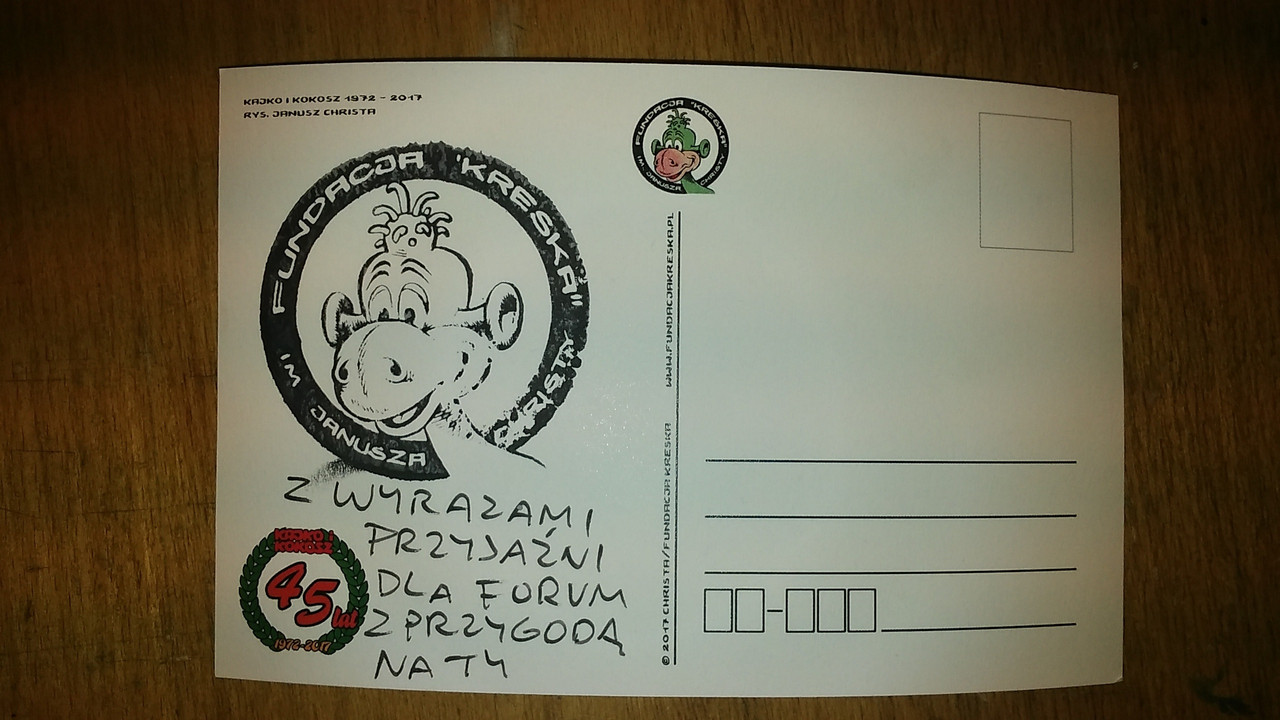 KAJKO I KOKOSZ 1972 - 2017
RYS. JANUSZ CHRISTA
FUNDACJA "KRESKA"
IM JANUSZA CHRISTY
Z WYRAZAMI
PRZYJAŹNI
DLA FORUM
Z PRZYGODĄ
NA TY
KAJKO i
KOKOSZ
45 lat
1972-2017
FUNDACJA "KRESKA"
IM JANUSZA CHRISTY
© 2017 CHRISTA/FUNDACJA KRESKA WWW.FUNDACJAKRESKA.PL